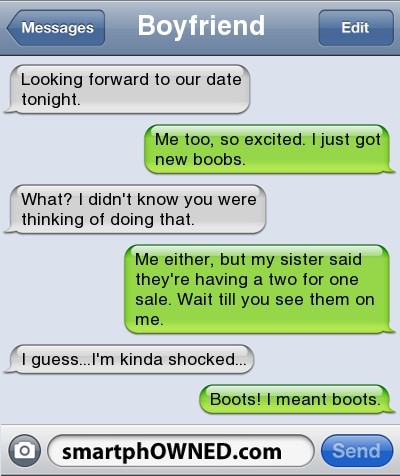 Messages Boyfriend Edit
Looking forward to our date
tonight.
Me too, so excited. I just got
new boobs.
What? I didn't know you were
thinking of doing that.
Me either, but my sister said
they're having a two for one
sale. Wait till you see them on
me.
I guess...I'm kinda shocked...
Boots! I meant boots.
smartphOWNED.com Send